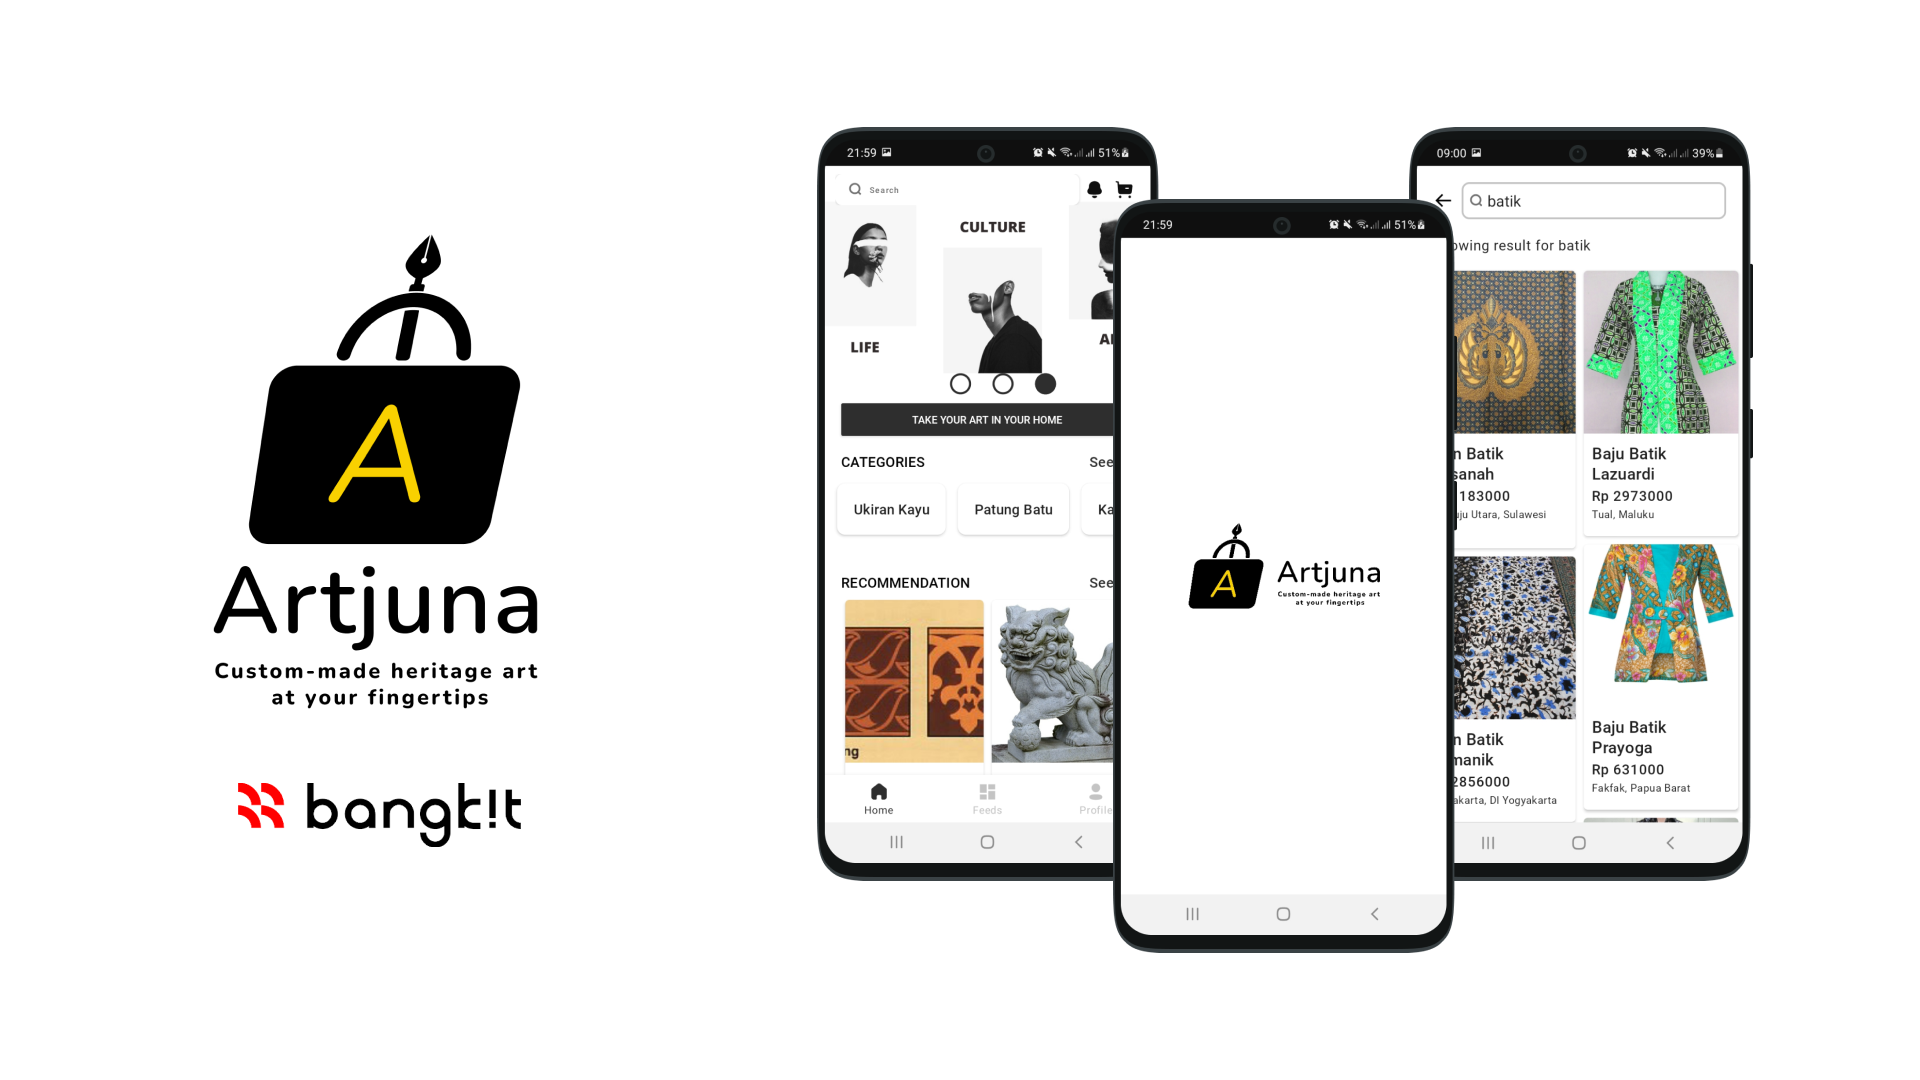 A
Artjuna
Custom-made heritage art
at your fingertips
bangk!t
21:59
51%
Search
CULTURE
LIFE
TAKE YOUR ART IN YOUR HOME
CATEGORIES
See
Ukiran Kayu
Patung Batu
Ka
RECOMMENDATION
See
ng
Home
Feeds
Profile
21:59
51%
A
Artjuna
Custom-made heritage art
at your fingertips
09:00
39%
batik
owing result for batik
n Batik
sanah
183000
uju Utara, Sulawesi
Baju Batik
Lazuardi
Rp 2973000
Tual, Maluku
n Batik
manik
2856000
akarta, DI Yogyakarta
Baju Batik
Prayoga
Rp 631000
Fakfak, Papua Barat